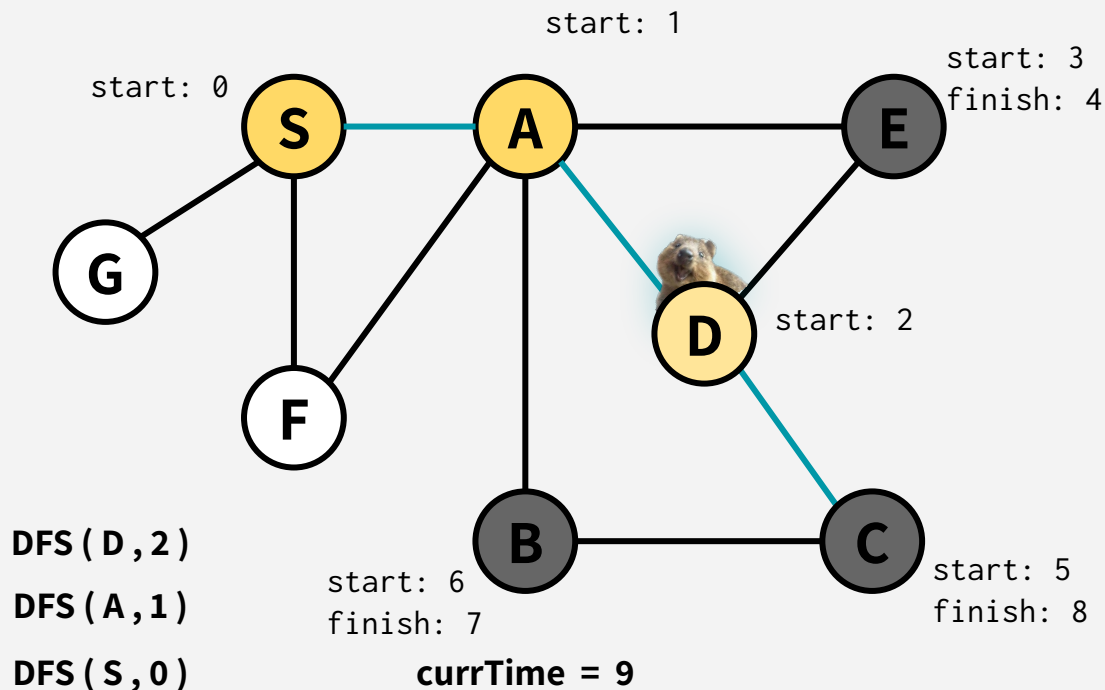 start: 1
start: 3
finish: 4
start: 0
S
A
E
G
D
start: 2
F
B
C
DFS(D,2)
start: 6
finish: 7
start: 5
finish: 8
DFS(A,1)
DFS(S,0)
currTime = 9